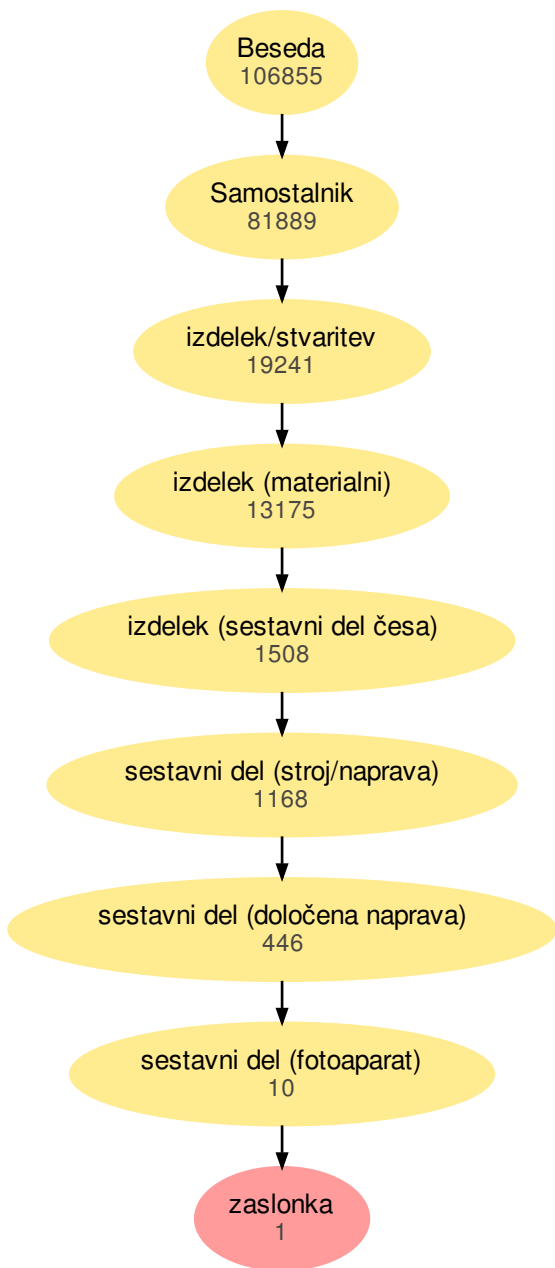 Beseda
106855
Samostalnik
81889
izdelek/stvaritev
19241
izdelek (materialni)
13175
izdelek (sestavni del česa)
1508
sestavni del (stroj/naprava)
1168
sestavni del (določena naprava)
446
sestavni del (fotoaparat)
10
zaslonka
1